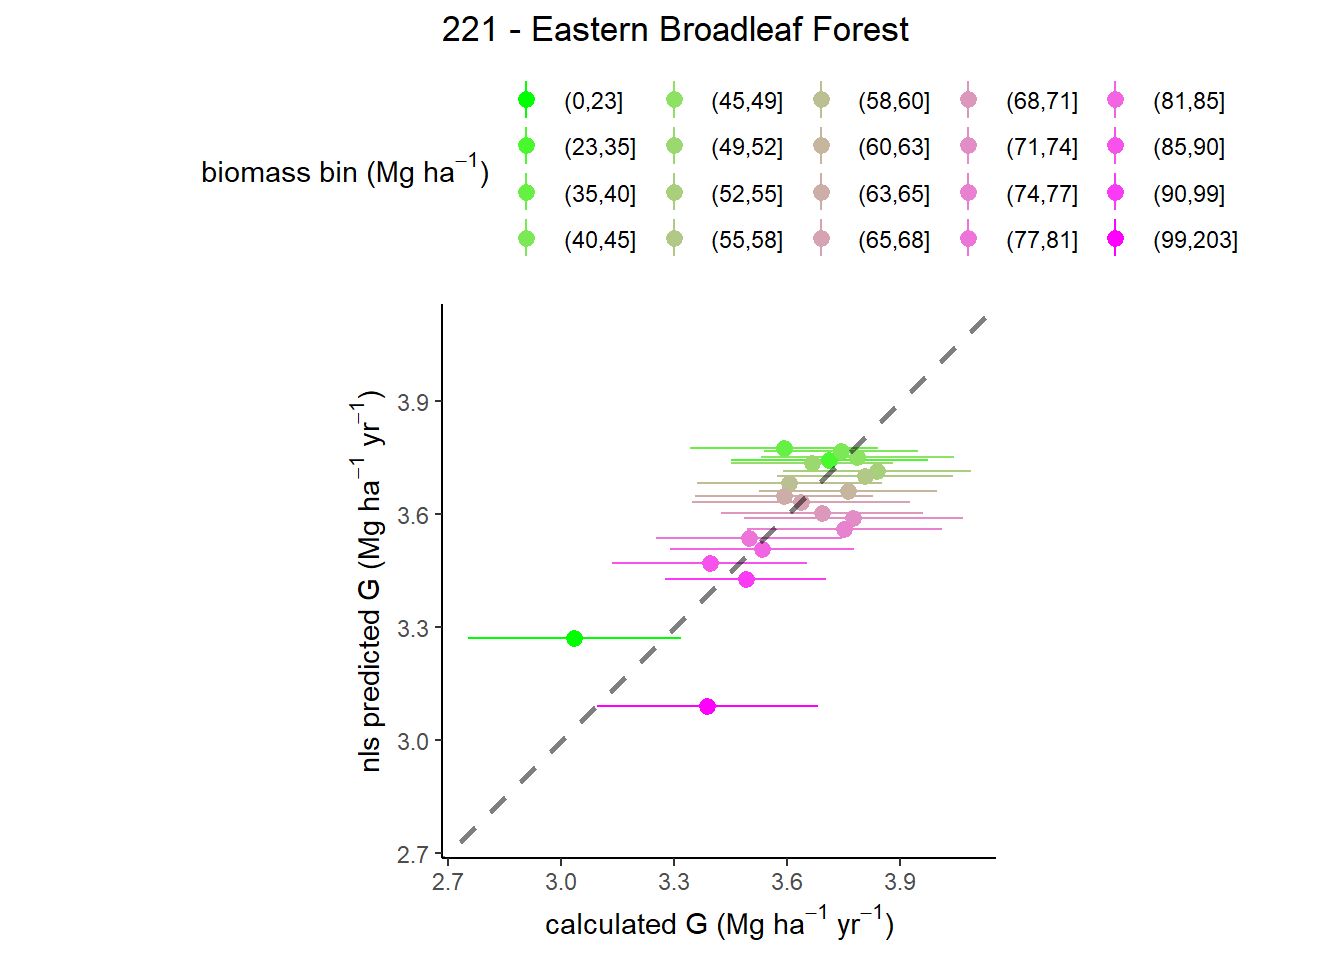 221 - Eastern Broadleaf Forest
(0,23] (45,49] (58,60] (68,71] (81,85]
(23,35] (49,52] (60,63] (71,74] (85,90]
biomass bin (Mg ha⁻¹)
(35,40] (52,55] (63,65] (74,77] (90,99]
(40,45] (55,58] (65,68] (77,81] (99,203]
nls predicted G (Mg ha⁻¹ yr⁻¹)
3.9
3.6
3.3
3.0
2.7
2.7 3.0 3.3 3.6 3.9
calculated G (Mg ha⁻¹ yr⁻¹)